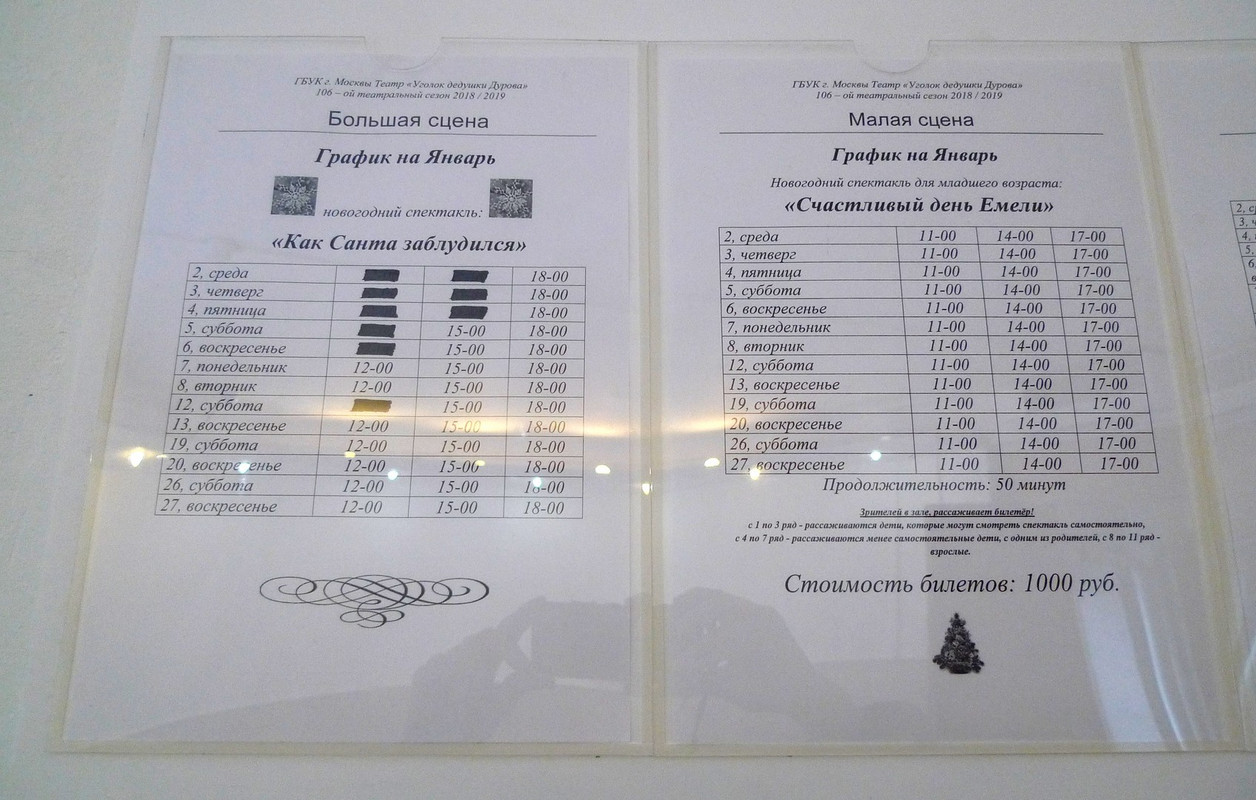 ГБУК г. Москвы Театр «Уголок дедушки Дурова»
106 – ой театральный сезон 2018 / 2019
Большая сцена
График на Январь
новогодний спектакль:
«Как Санта заблудился»
2, среда 18-00
3, четверг 18-00
4, пятница 18-00
5, суббота 15-00 18-00
6, воскресенье 15-00 18-00
7, понедельник 12-00 15-00 18-00
8, вторник 12-00 15-00 18-00
12, суббота 15-00 18-00
13, воскресенье 12-00 15-00 18-00
19, суббота 12-00 15-00 18-00
20, воскресенье 12-00 15-00 18-00
26, суббота 12-00 15-00 18-00
27, воскресенье 12-00 15-00 18-00
ГБУК г. Москвы Театр «Уголок дедушки Дурова»
106 – ой театральный сезон 2018 / 2019
Малая сцена
График на Январь
Новогодний спектакль для младшего возраста:
«Счастливый день Емели»
2, среда 11-00 14-00 17-00
3, четверг 11-00 14-00 17-00
4, пятница 11-00 14-00 17-00
5, суббота 11-00 14-00 17-00
6, воскресенье 11-00 14-00 17-00
7, понедельник 11-00 14-00 17-00
8, вторник 11-00 14-00 17-00
12, суббота 11-00 14-00 17-00
13, воскресенье 11-00 14-00 17-00
19, суббота 11-00 14-00 17-00
20, воскресенье 11-00 14-00 17-00
26, суббота 11-00 14-00 17-00
27, воскресенье 11-00 14-00 17-00
Продолжительность: 50 минут
Зрителей в зале, рассаживает билетёр!
с 1 по 3 ряд - рассаживаются дети, которые могут смотреть спектакль самостоятельно,
с 4 по 7 ряд - рассаживаются менее самостоятельные дети, с одним из родителей, с 8 по 11 ряд -
взрослые.
Стоимость билетов: 1000 руб.